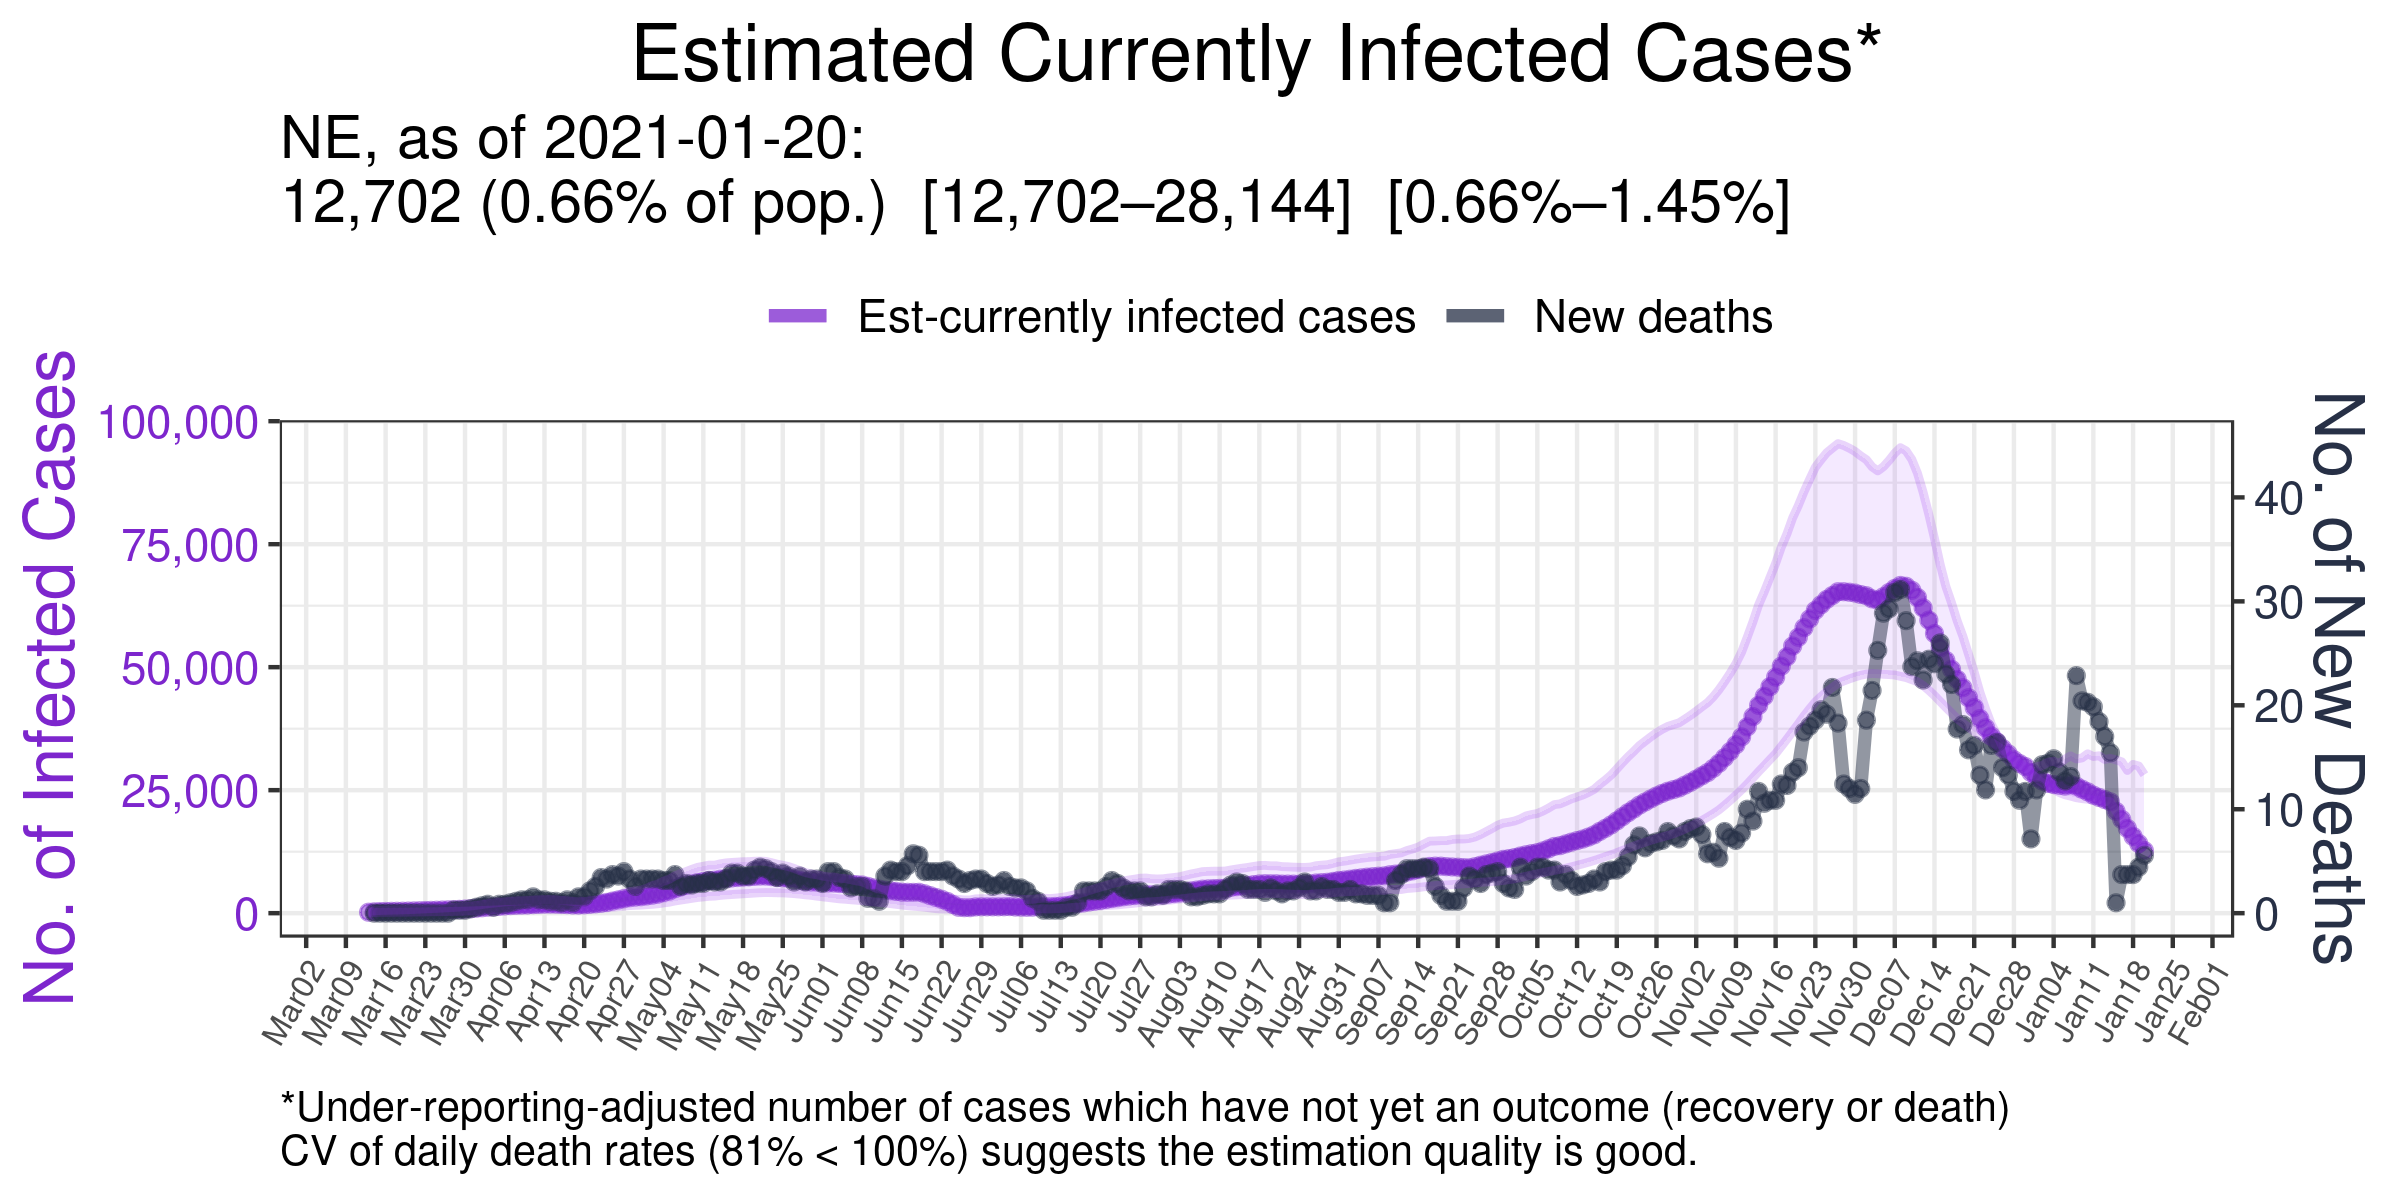 Estimated Currently Infected Cases*
NE, as of 2021-01-20:
12,702 (0.66% of pop.) [12,702–28,144] [0.66%–1.45%]
Est-currently infected cases New deaths
No. of Infected Cases
100,000
75,000
50,000
25,000
0
40
30
20
10
0
No. of New Deaths
Mar02 Mar09 Mar16 Mar23 Mar30 Apr06 Apr13 Apr20 Apr27 May04 May11 May18 May25 Jun01 Jun08 Jun15 Jun22 Jun29 Jul06 Jul13 Jul20 Jul27 Aug03 Aug10 Aug17 Aug24 Aug31 Sep07 Sep14 Sep21 Sep28 Oct05 Oct12 Oct19 Oct26 Nov02 Nov09 Nov16 Nov23 Nov30 Dec07 Dec14 Dec21 Dec28 Jan04 Jan11 Jan18 Jan25 Feb01
*Under-reporting-adjusted number of cases which have not yet an outcome (recovery or death)
CV of daily death rates (81% < 100%) suggests the estimation quality is good.